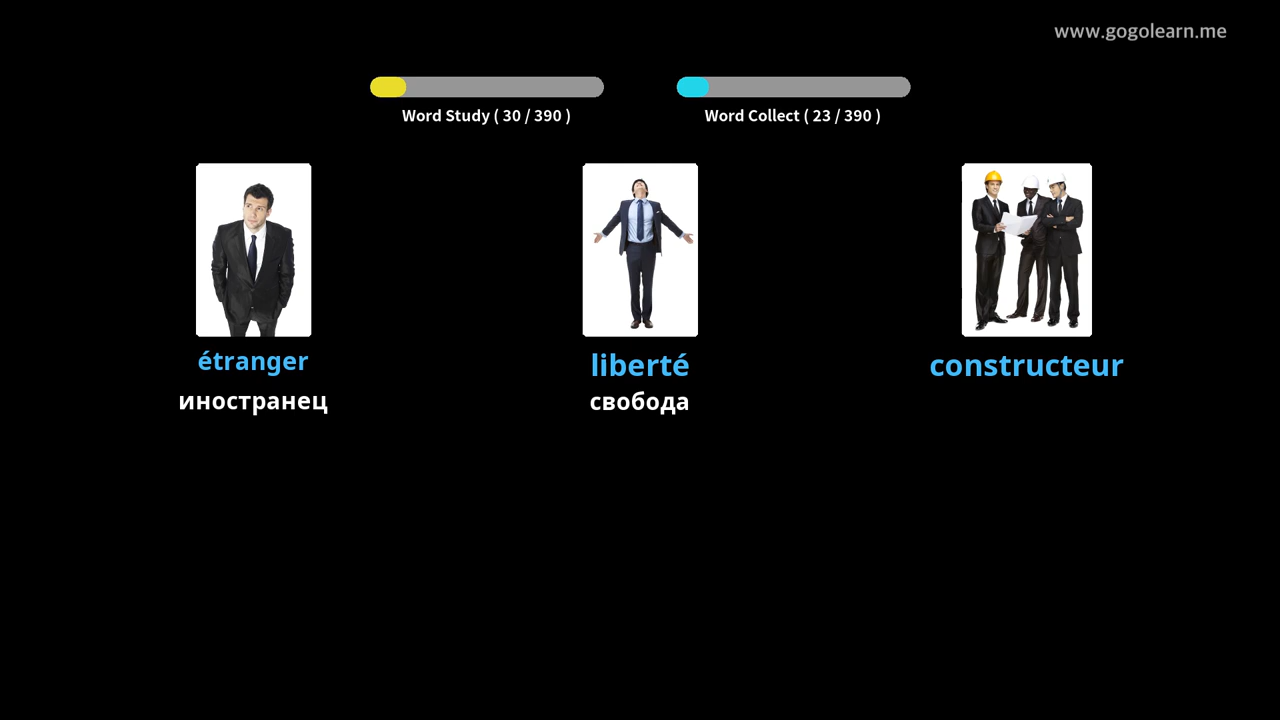 www.gogolearn.me
Word Study ( 30 / 390 )
Word Collect ( 23 / 390 )
étranger
иностранец
liberté
свобода
constructeur